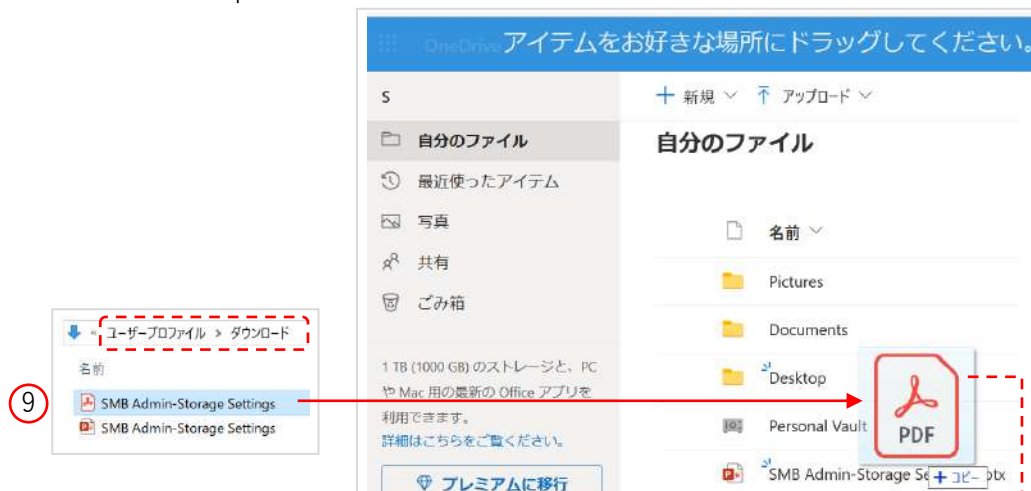 OneDrive アイテムをお好きな場所にドラッグしてください。
S
自分のファイル
最近使ったアイテム
写真
共有
ごみ箱
1 TB (1000 GB) のストレージと、PC
や Mac 用の最新の Office アプリを
利用できます。
詳細はこちらをご覧ください。
プレミアムに移行
+ 新規 アップロード
自分のファイル
名前
Pictures
Documents
Desktop
Personal Vault
SMB Admin-Storage Se ptx
PDF
+ コピー
« ユーザープロファイル > ダウンロード
名前
9
SMB Admin-Storage Settings
SMB Admin-Storage Settings